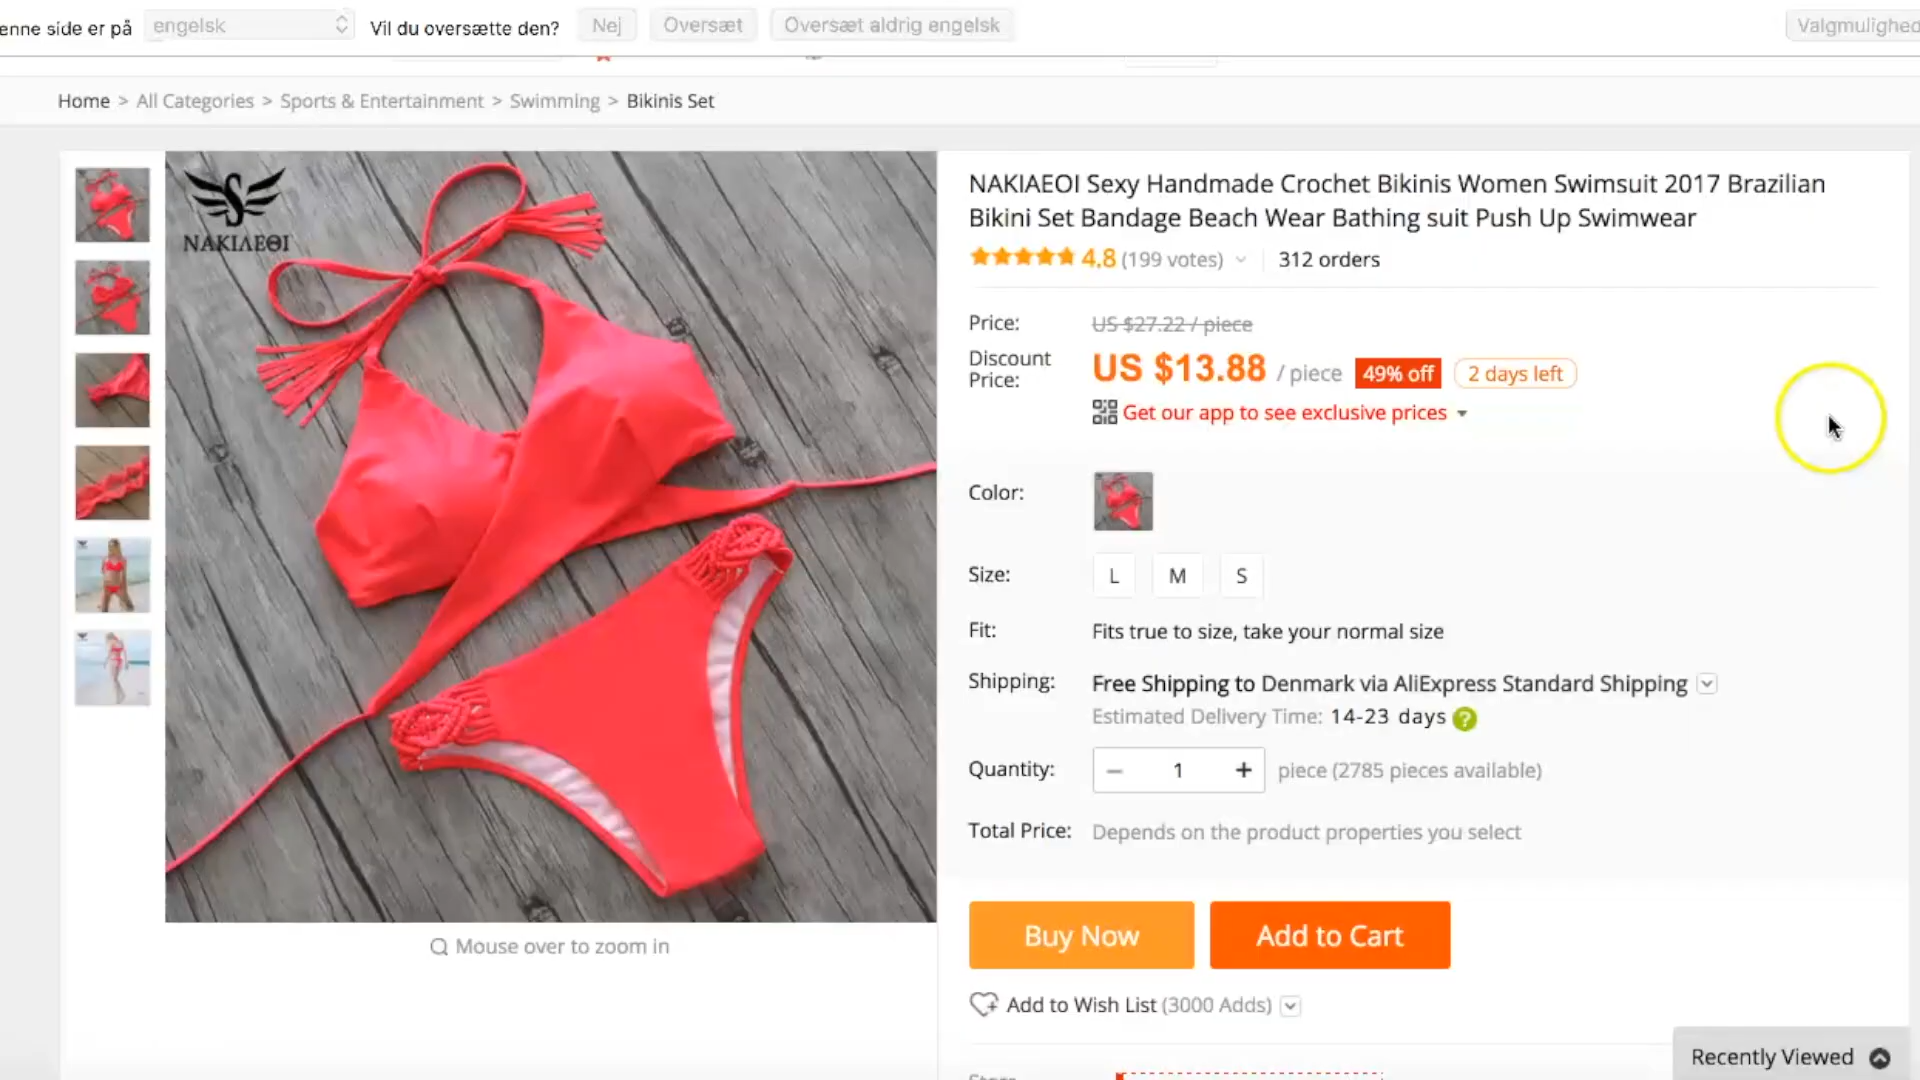 enne side er på engelsk Vil du oversætte den? Nej Oversæt Oversæt aldrig engelsk Valgmulighed
Home > All Categories > Sports & Entertainment > Swimming > Bikinis Set
NAKIAEOI
NAKIAEOI Sexy Handmade Crochet Bikinis Women Swimsuit 2017 Brazilian
Bikini Set Bandage Beach Wear Bathing suit Push Up Swimwear
4.8 (199 votes) 312 orders
Price: US $27.22 / piece
Discount
Price: US $13.88 / piece 49% off 2 days left
Get our app to see exclusive prices
Color:
Size: L M S
Fit: Fits true to size, take your normal size
Shipping: Free Shipping to Denmark via AliExpress Standard Shipping
Estimated Delivery Time: 14-23 days ?
Quantity: − 1 + piece (2785 pieces available)
Total Price: Depends on the product properties you select
Mouse over to zoom in
Buy Now Add to Cart
Add to Wish List (3000 Adds)
Recently Viewed